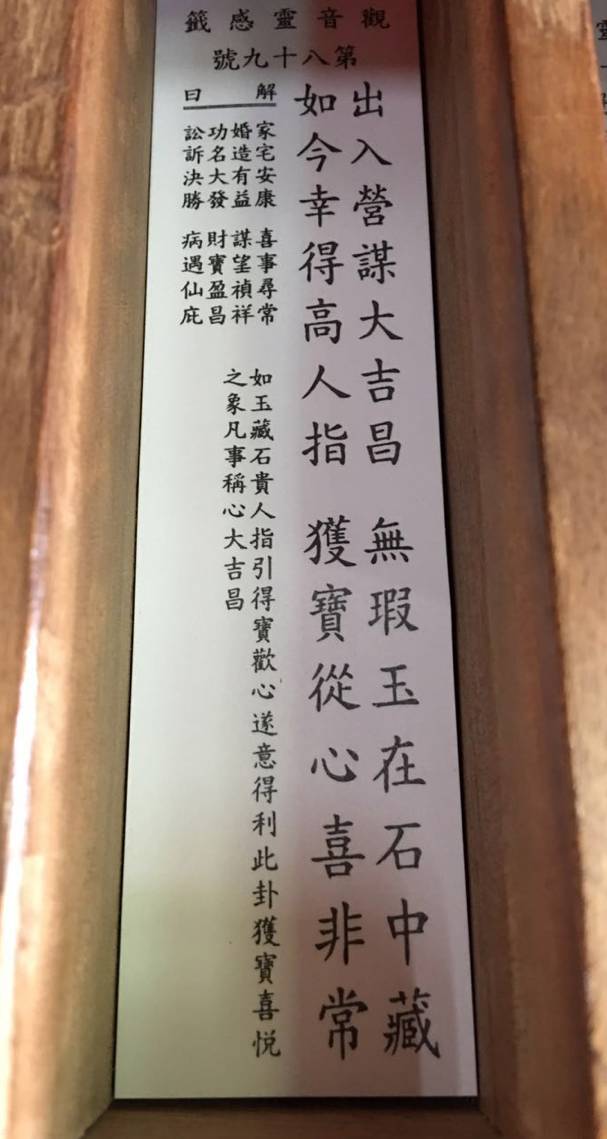 觀音靈感籤
第八十九號
出入營謀大吉昌 無瑕玉在石中藏
如今幸得高人指 獲寶從心喜非常
解曰
家宅安康 喜事尋常
婚造有益 謀望禎祥
功名大發 財寶盈昌
訟訴決勝 病遇仙庇
如玉藏石貴人指引得寶歡心遂意得利此卦獲寶喜悅
之象凡事稱心大吉昌